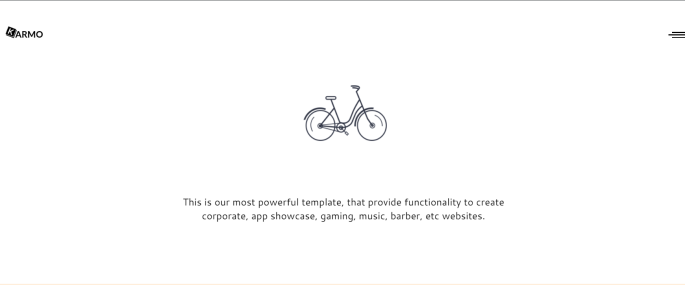 KARMO
This is our most powerful template, that provide functionality to create
corporate, app showcase, gaming, music, barber, etc websites.